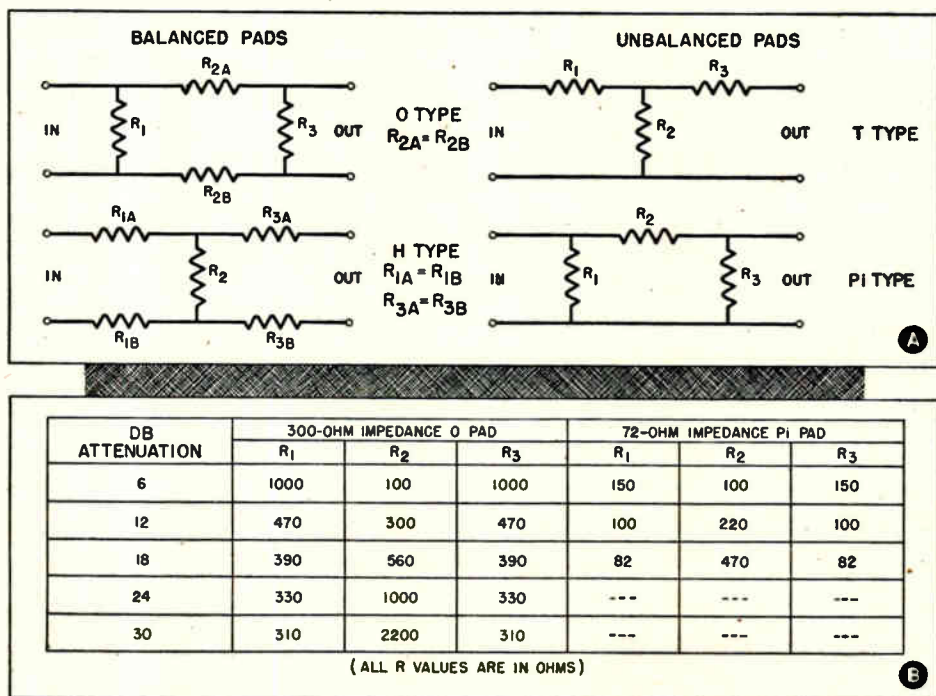 BALANCED PADS
UNBALANCED PADS
R2A
IN
R1
R3
OUT
R2B
O TYPE
R2A = R2B
R1
R3
IN
R2
OUT
T TYPE
R1A
R3A
IN
R2
OUT
R1B
R3B
H TYPE
R1A = R1B
R3A = R3B
R2
IN
R1
R3
OUT
Pi TYPE
A
DB ATTENUATION 300-OHM IMPEDANCE O PAD 72-OHM IMPEDANCE Pi PAD
R1 R2 R3 R1 R2 R3
6 1000 100 1000 150 100 150
12 470 300 470 100 220 100
18 390 560 390 82 470 82
24 330 1000 330 --- --- ---
30 310 2200 310 --- --- ---
(ALL R VALUES ARE IN OHMS)
B